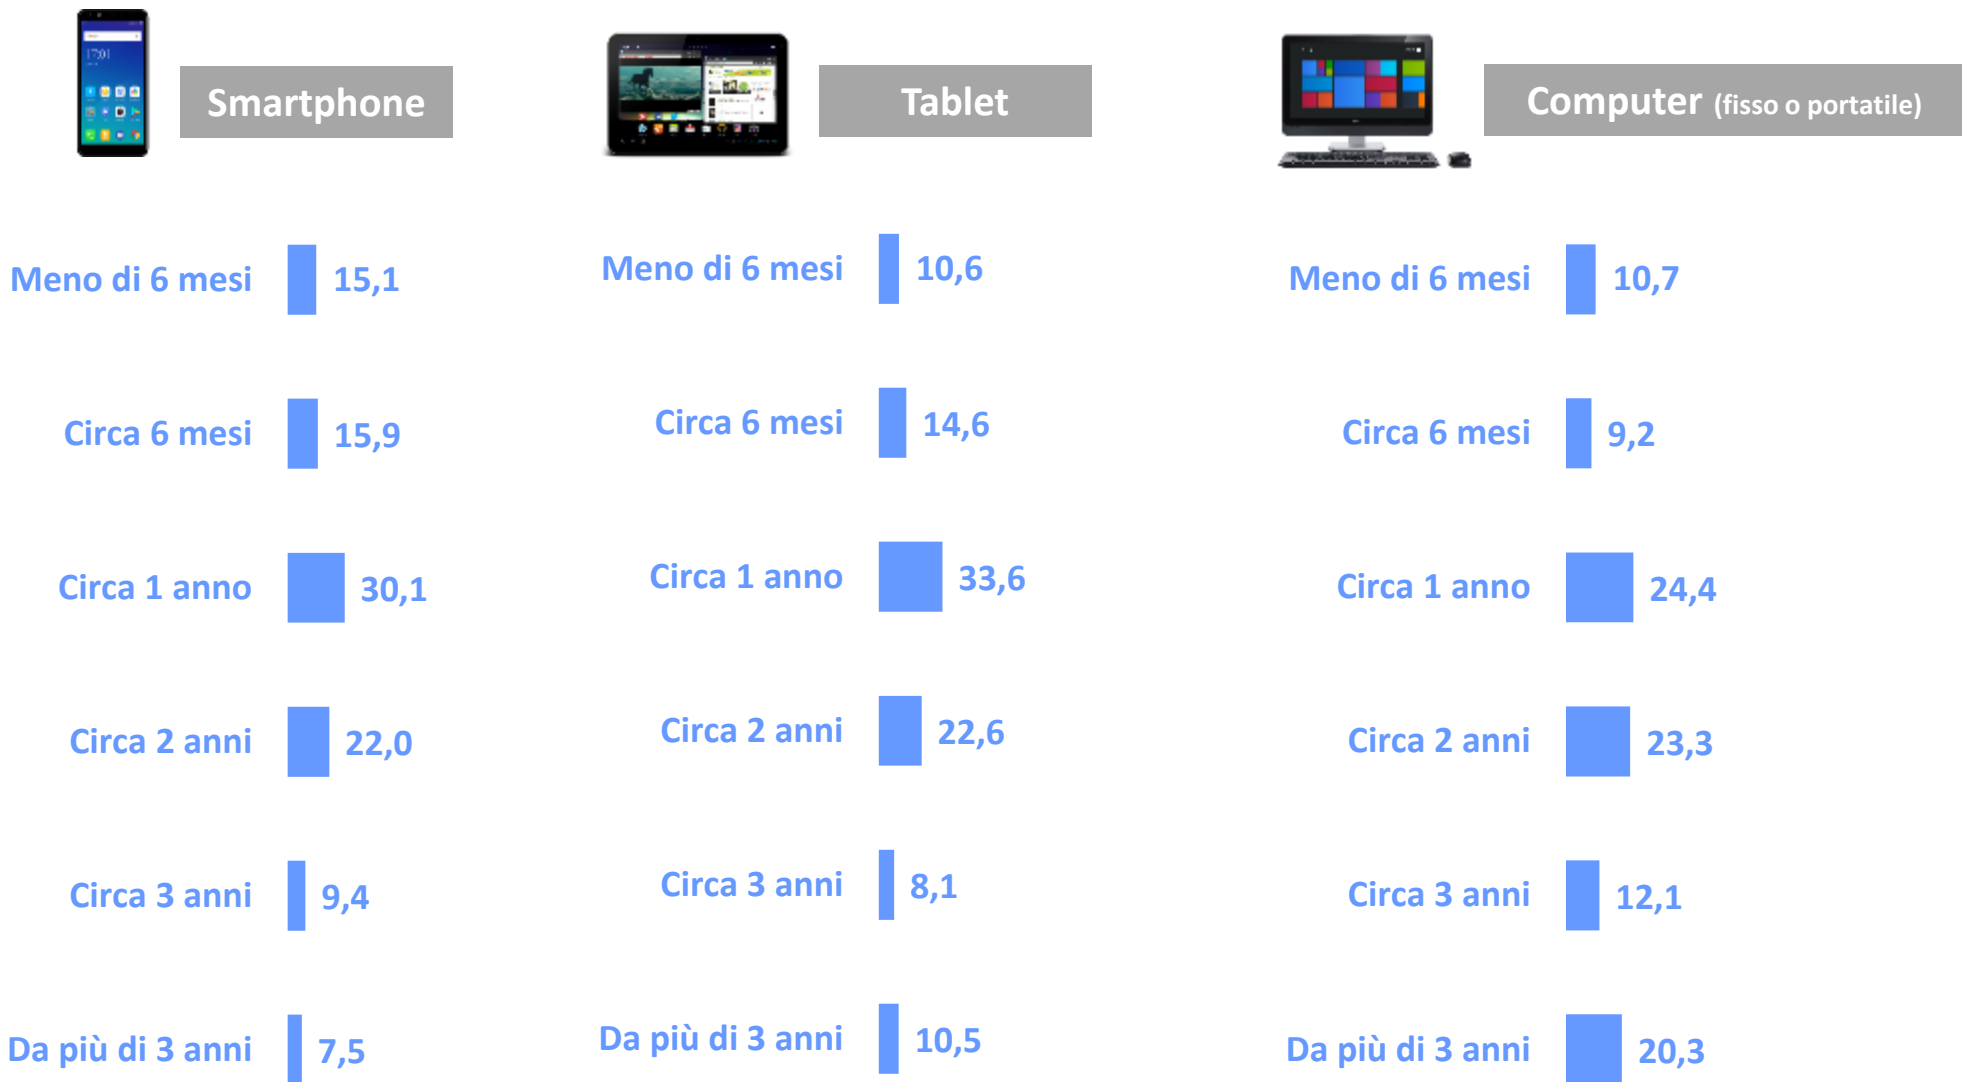 17:01
Smartphone
Tablet
Computer (fisso o portatile)
Meno di 6 mesi 15,1
Circa 6 mesi 15,9
Circa 1 anno 30,1
Circa 2 anni 22,0
Circa 3 anni 9,4
Da più di 3 anni 7,5
Meno di 6 mesi 10,6
Circa 6 mesi 14,6
Circa 1 anno 33,6
Circa 2 anni 22,6
Circa 3 anni 8,1
Da più di 3 anni 10,5
Meno di 6 mesi 10,7
Circa 6 mesi 9,2
Circa 1 anno 24,4
Circa 2 anni 23,3
Circa 3 anni 12,1
Da più di 3 anni 20,3